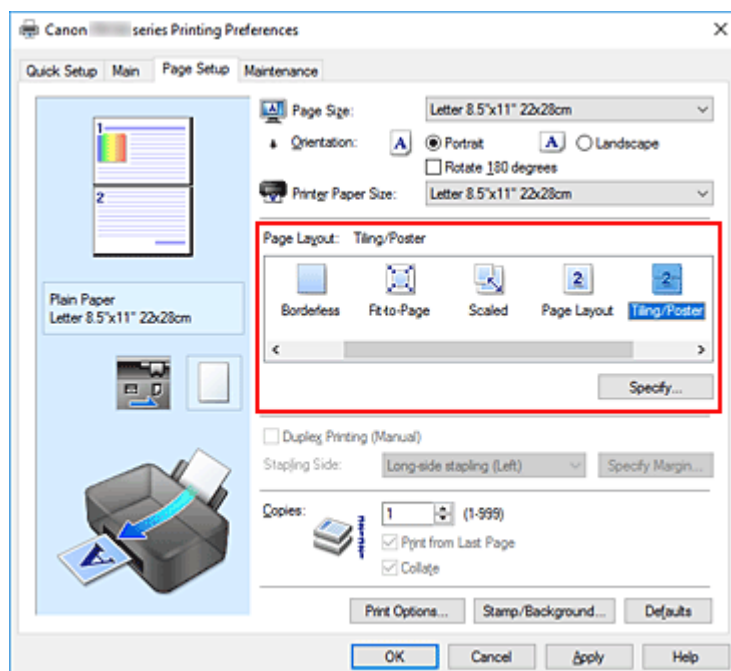 Canon series Printing Preferences
Quick Setup Main Page Setup Maintenance
1
2
Plain Paper
Letter 8.5"x11" 22x28cm
Page Size: Letter 8.5"x11" 22x28cm
Orientation: A Portrait A Landscape
Rotate 180 degrees
Printer Paper Size: Letter 8.5"x11" 22x28cm
Page Layout: Tiling/Poster
2 2
Borderless Fit-to-Page Scaled Page Layout Tiling/Poster
Specify...
Duplex Printing (Manual)
Stapling Side: Long-side stapling (Left) Specify Margin...
Copies: 1 (1-999)
Print from Last Page
Collate
A
Print Options... Stamp/Background... Defaults
OK Cancel Apply Help